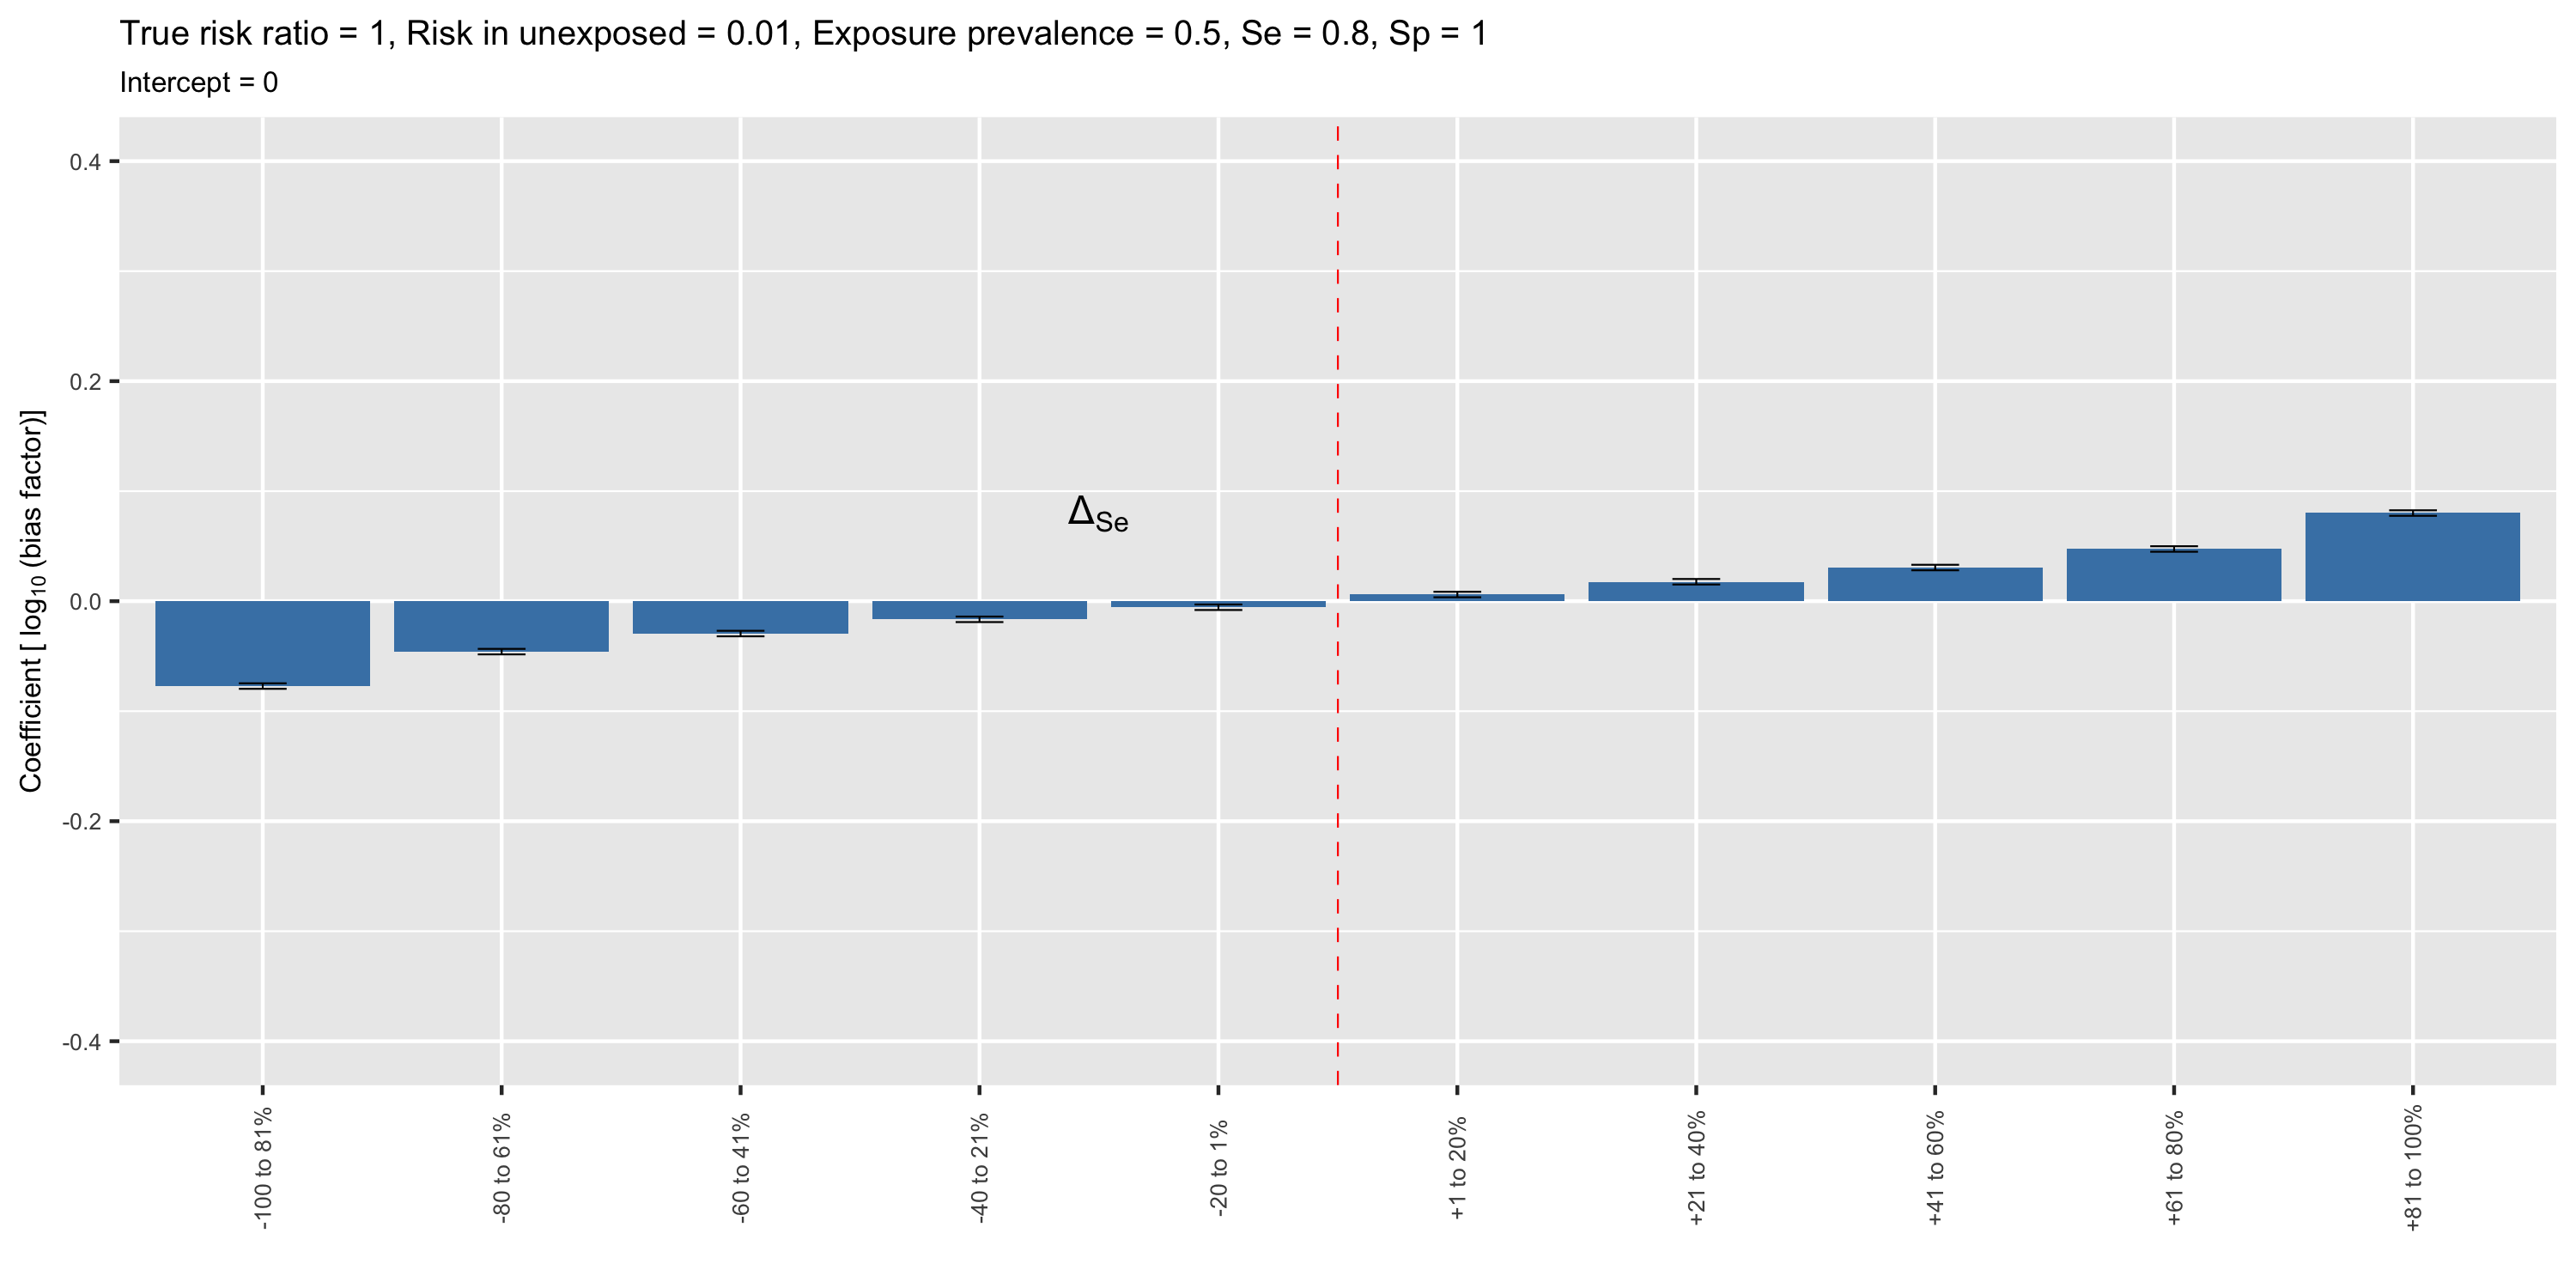 True risk ratio = 1, Risk in unexposed = 0.01, Exposure prevalence = 0.5, Se = 0.8, Sp = 1
Intercept = 0
Coefficient [ log₁₀ (bias factor)]
0.4
0.2
0.0
-0.2
-0.4
Δ_Se
-100 to 81%
-80 to 61%
-60 to 41%
-40 to 21%
-20 to 1%
+1 to 20%
+21 to 40%
+41 to 60%
+61 to 80%
+81 to 100%